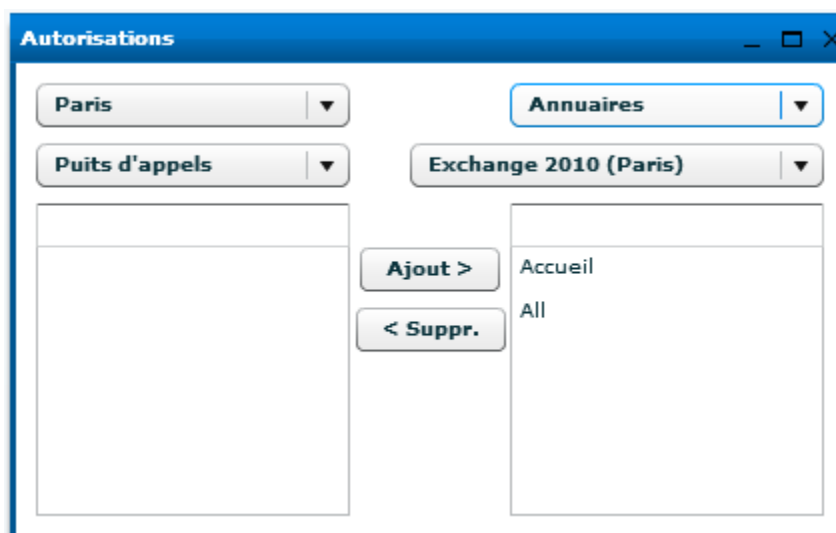 Autorisations
Paris
Annuaires
Puits d'appels
Exchange 2010 (Paris)
Ajout >
Accueil
All
< Suppr.